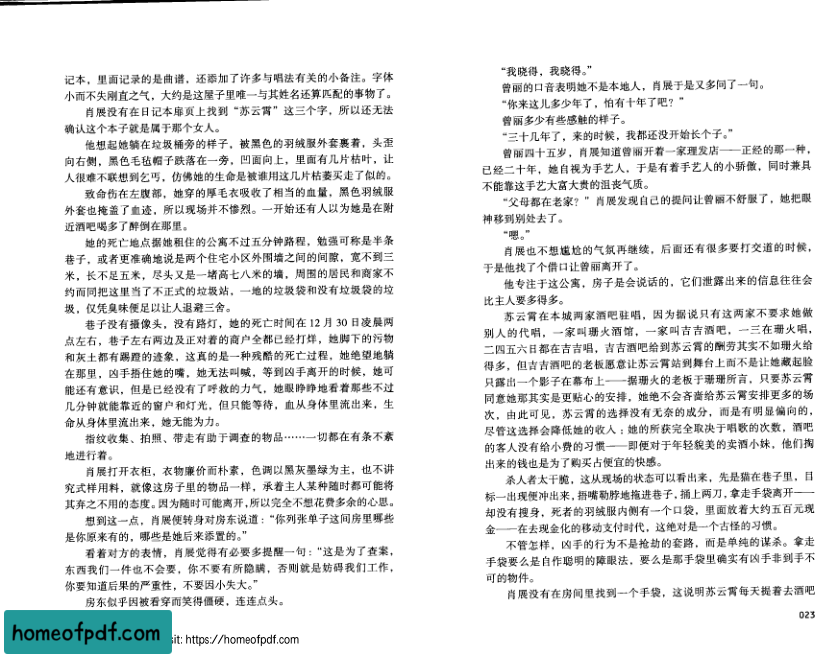 记本，里面记录的是曲谱，还添加了许多与唱法有关的小备注。字体
小而不失刚直之气，大约是这屋子里唯一与其姓名还算匹配的事物了。
肖展没有在日记本扉页上找到“苏云霄”这三个字，所以还无法
确认这个本子就是属于那个女人。
他想起她躺在垃圾桶旁的样子，被黑色的羽绒服外套裹着，头歪
向右侧，黑色毛毡帽子跌落在一旁，凹面向上，里面有几片枯叶，让
人很难不联想到乞丐，仿佛她的生命是被谁用这几片枯萎买走了似的。
致命伤在左腹部，她穿的厚毛衣吸收了相当的血量，黑色羽绒服
外套也掩盖了血迹，所以现场并不惨烈。一开始还有人以为她是在附
近酒吧喝多了醉倒在那里。
她的死亡地点据她租住的公寓不过五分钟路程，勉强可称是半条
巷子，或者更准确地说是两个住宅小区外围墙之间的间隙，宽不到三
米，长不足五米，尽头又是一堵高七八米的墙，周围的居民和商家不
约而同把这里当了不正式的垃圾站，一地的垃圾袋和没有垃圾袋的垃
圾，仅凭臭味便足以让人退避三舍。
巷子没有摄像头，没有路灯，她的死亡时间在 12 月 30 日凌晨两
点左右，巷子左右两边及正对着的商户全都已经打烊，她脚下的污物
和灰土都有踢蹬的迹象，这真的是一种残酷的死亡过程，她绝望地躺
在那里，凶手捂住她的嘴，她无法叫喊，等到凶手离开的时候，她可
能还有意识，但是已经没有了呼救的力气，她眼睁睁地看着那些不过
几分钟就能靠近的窗户和灯光，但只能等待，血从身体里流出来，生
命从身体里流出来，她无能为力。
指纹收集、拍照、带走有助于调查的物品……一切都在有条不紊
地进行着。
肖展打开衣柜，衣物廉价而朴素，色调以黑灰墨绿为主，也不讲
究式样用料，就像这房子里的物品一样，承着主人某种随时都可能将
其弃之不用的态度。因为随时可能离开，所以完全不想花费多余的心思。
想到这一点，肖展便转身对房东说道：“你列张单子这间房里哪些
是你原来有的，哪些是她后来添置的。”
看着对方的表情，肖展觉得有必要多提醒一句：“这是为了查案，
东西我们一件也不会要，你不要有所隐瞒，否则就是妨碍我们工作，
你要知道后果的严重性，不要因小失大。”
房东似乎因被看穿而笑得僵硬，连连点头。
“我晓得，我晓得。”
曾丽的口音表明她不是本地人，肖展于是又多问了一句。
“你来这儿多少年了，怕有十年了吧？”
曾丽多少有些感触的样子。
“三十几年了，来的时候，我都还没开始长个子。”
曾丽四十五岁，肖展知道曾丽开着一家理发店——正经的那一种，
已经二十年，她自视为手艺人，于是有着手艺人的小骄傲，同时兼具
不能靠这手艺大富大贵的沮丧气质。
“父母都在老家？”肖展发现自己的提问让曾丽不舒服了，她把眼
神移到别处去了。
“嗯。”
肖展也不想尴尬的气氛再继续，后面还有很多要打交道的时候，
于是他找了个借口让曾丽离开了。
他专注于这公寓，房子是会说话的，它们泄露出来的信息往往会
比主人要多得多。
苏云霄在本城两家酒吧驻唱，因为据说只有这两家不要求她做
别人的代唱，一家叫珊火酒馆，一家叫吉吉酒吧，一三在珊火唱，
二四五六日都在吉吉唱，吉吉酒吧给到苏云霄的酬劳其实不如珊火给
得多，但吉吉酒吧的老板愿意让苏云霄站到舞台上而不是让她藏起脸
只露出一个影子在幕布上——据珊火的老板于珊珊所言，只要苏云霄
同意她那其实是更贴心的安排，她绝不会吝啬给苏云霄安排更多的场
次，由此可见，苏云霄的选择没有无奈的成分，而是有明显偏向的，
尽管这选择会降低她的收入；她的所获完全取决于唱歌的次数，酒吧
的客人没有给小费的习惯——即便对于年轻貌美的卖酒小妹，他们掏
出来的钱也是为了购买占便宜的快感。
杀人者太干脆，这从现场的状态可以看出来，先是猫在巷子里，目
标一出现便冲出来，捂嘴勒脖地拖进巷子，捅上两刀，拿走手袋离开——
却没有搜身，死者的羽绒服内侧有一个口袋，里面放着大约五百元现
金——在去现金化的移动支付时代，这绝对是一个古怪的习惯。
不管怎样，凶手的行为不是抢劫的套路，而是单纯的谋杀。拿走
手袋要么是自作聪明的障眼法，要么是那手袋里确实有凶手非到手不
可的物件。
肖展没有在房间里找到一个手袋，这说明苏云霄每天提着去酒吧
023
homeofpdf.com
sit: https://homeofpdf.com